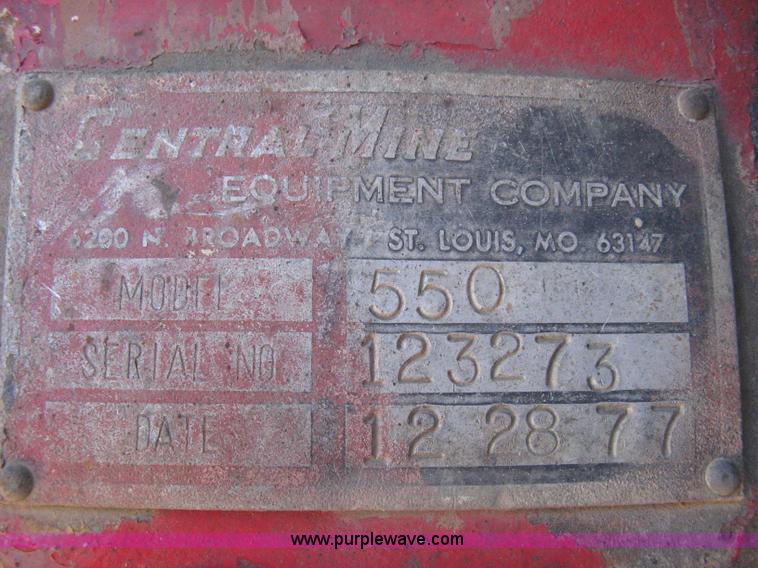 CENTRAL MINE
EQUIPMENT COMPANY
6200 N. BROADWAY ST. LOUIS, MO 63147
MODEL 550
SERIAL NO. 123273
DATE 12 28 77
www.purplewave.com